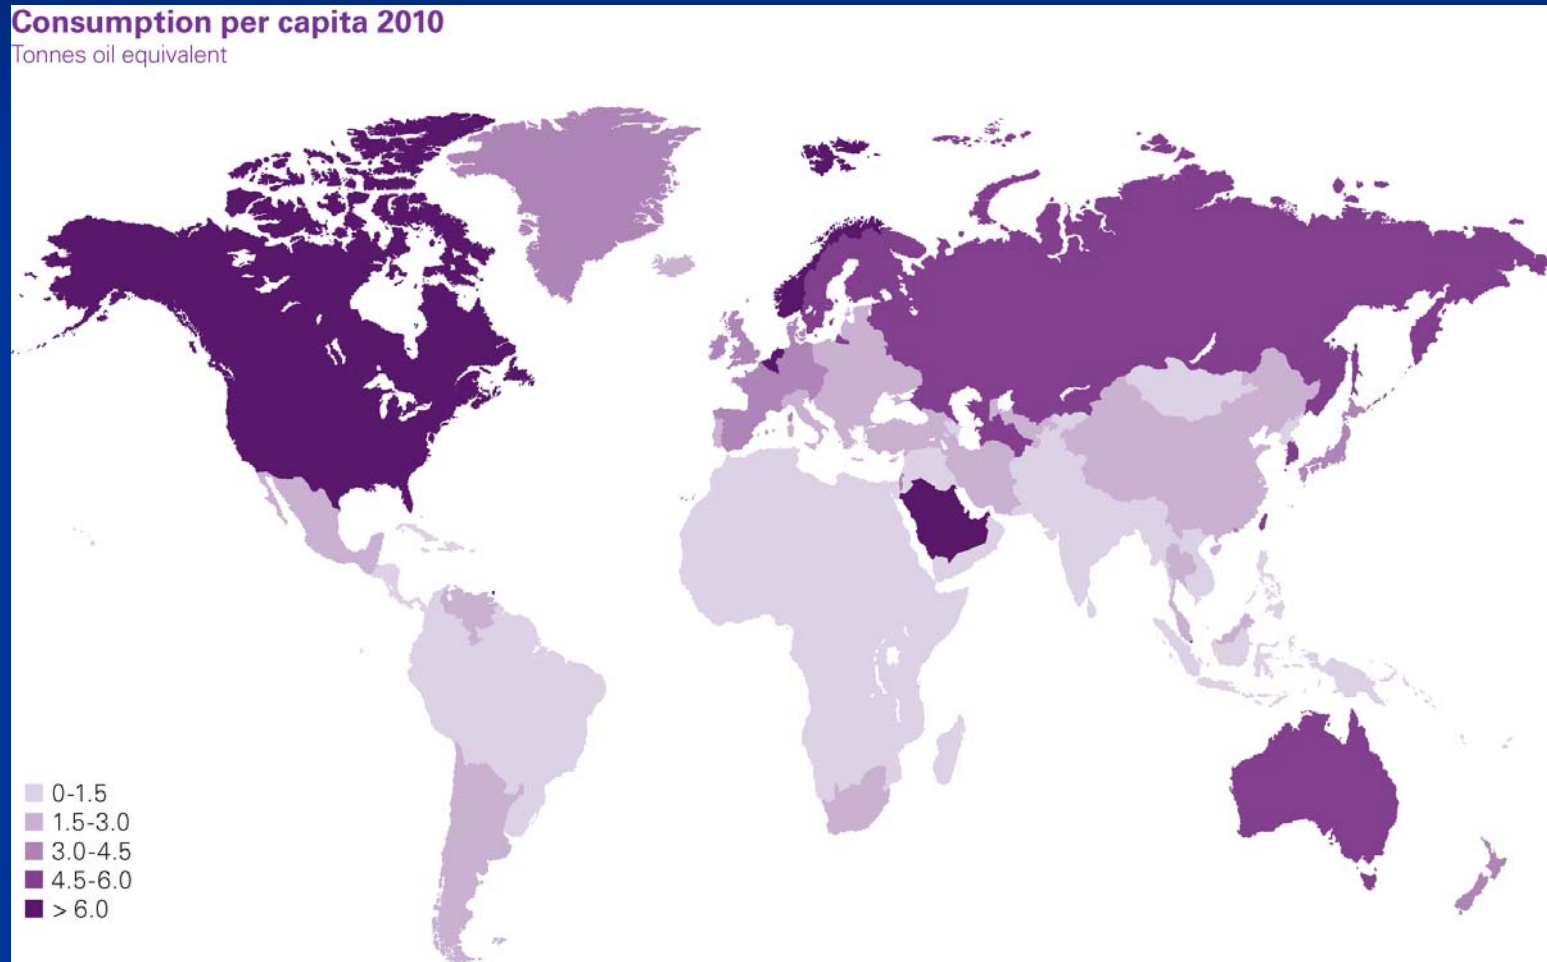 Consumption per capita 2010
Tonnes oil equivalent
0-1.5
1.5-3.0
3.0-4.5
4.5-6.0
> 6.0